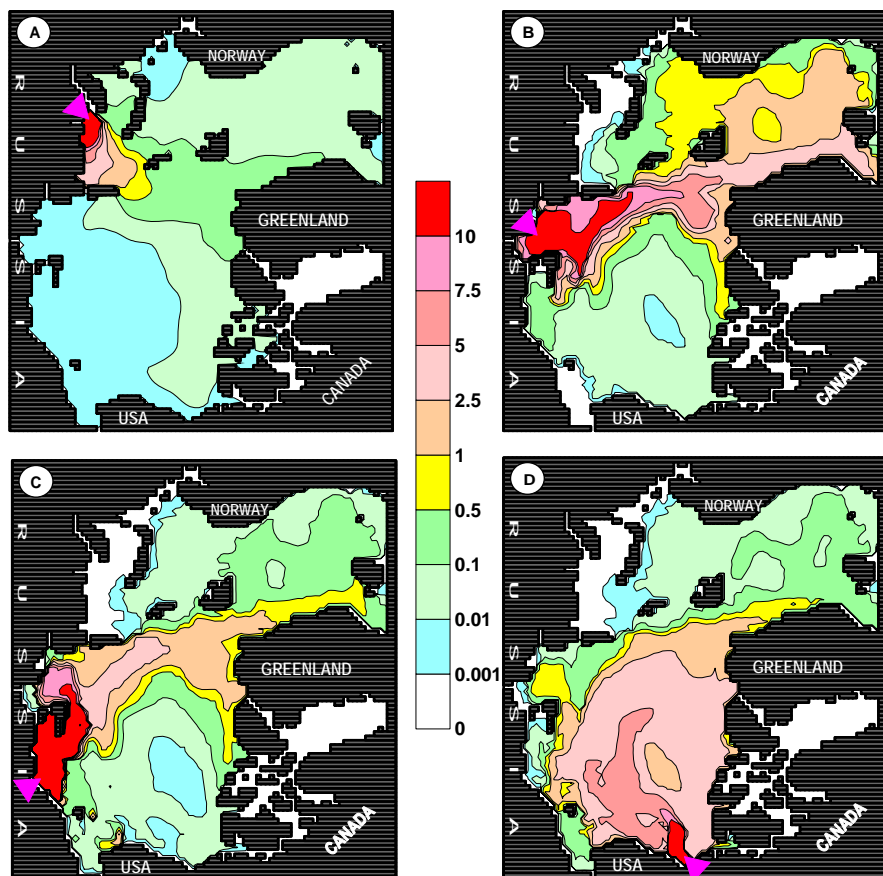 A
NORWAY
R
U
S
S
I
A
GREENLAND
CANADA
USA
B
NORWAY
R
U
S
S
I
A
GREENLAND
CANADA
USA
10
7.5
5
2.5
1
0.5
0.1
0.01
0.001
0
C
NORWAY
R
U
S
S
I
A
GREENLAND
CANADA
USA
D
NORWAY
R
U
S
S
I
A
GREENLAND
CANADA
USA